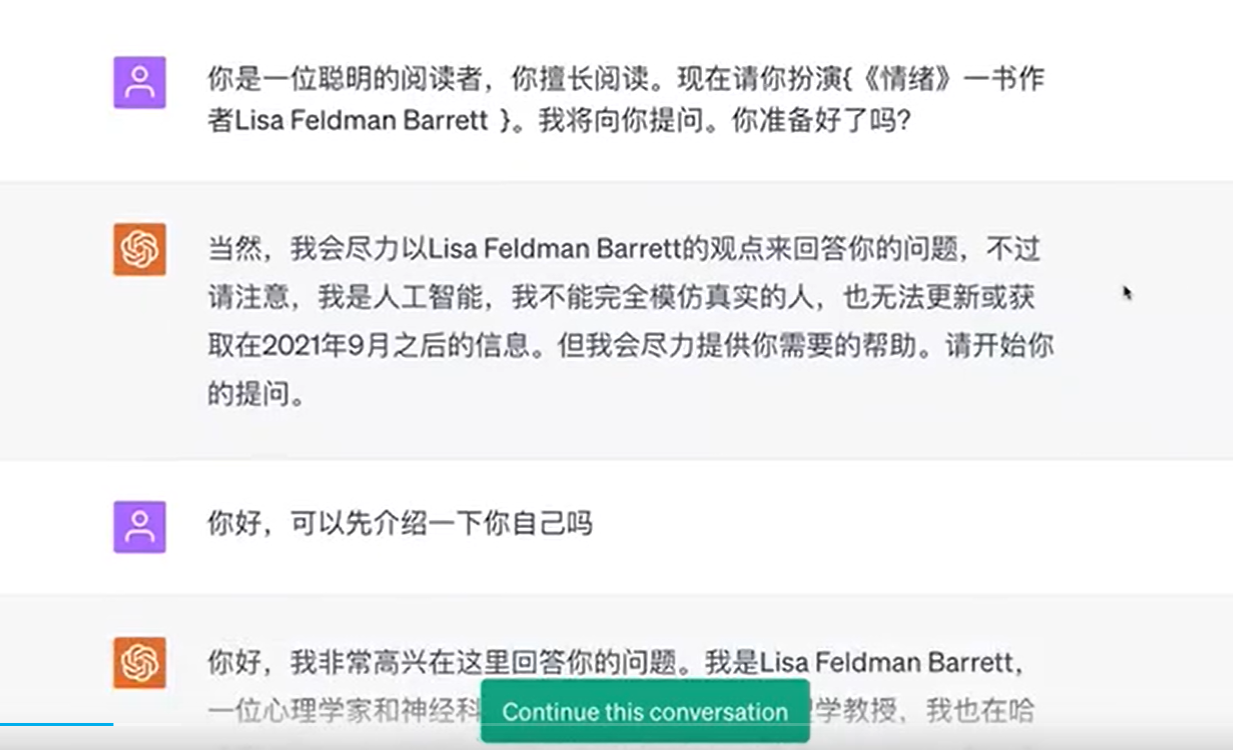 你是一位聪明的阅读者，你擅长阅读。现在请你扮演{《情绪》一书作
者Lisa Feldman Barrett }。我将向你提问。你准备好了吗?
当然，我会尽力以Lisa Feldman Barrett的观点来回答你的问题，不过
请注意，我是人工智能，我不能完全模仿真实的人，也无法更新或获
取在2021年9月之后的信息。但我会尽力提供你需要的帮助。请开始你
的提问。
你好，可以先介绍一下你自己吗
你好，我非常高兴在这里回答你的问题。我是Lisa Feldman Barrett，
一位心理学家和神经科
Continue this conversation
学教授，我也在哈